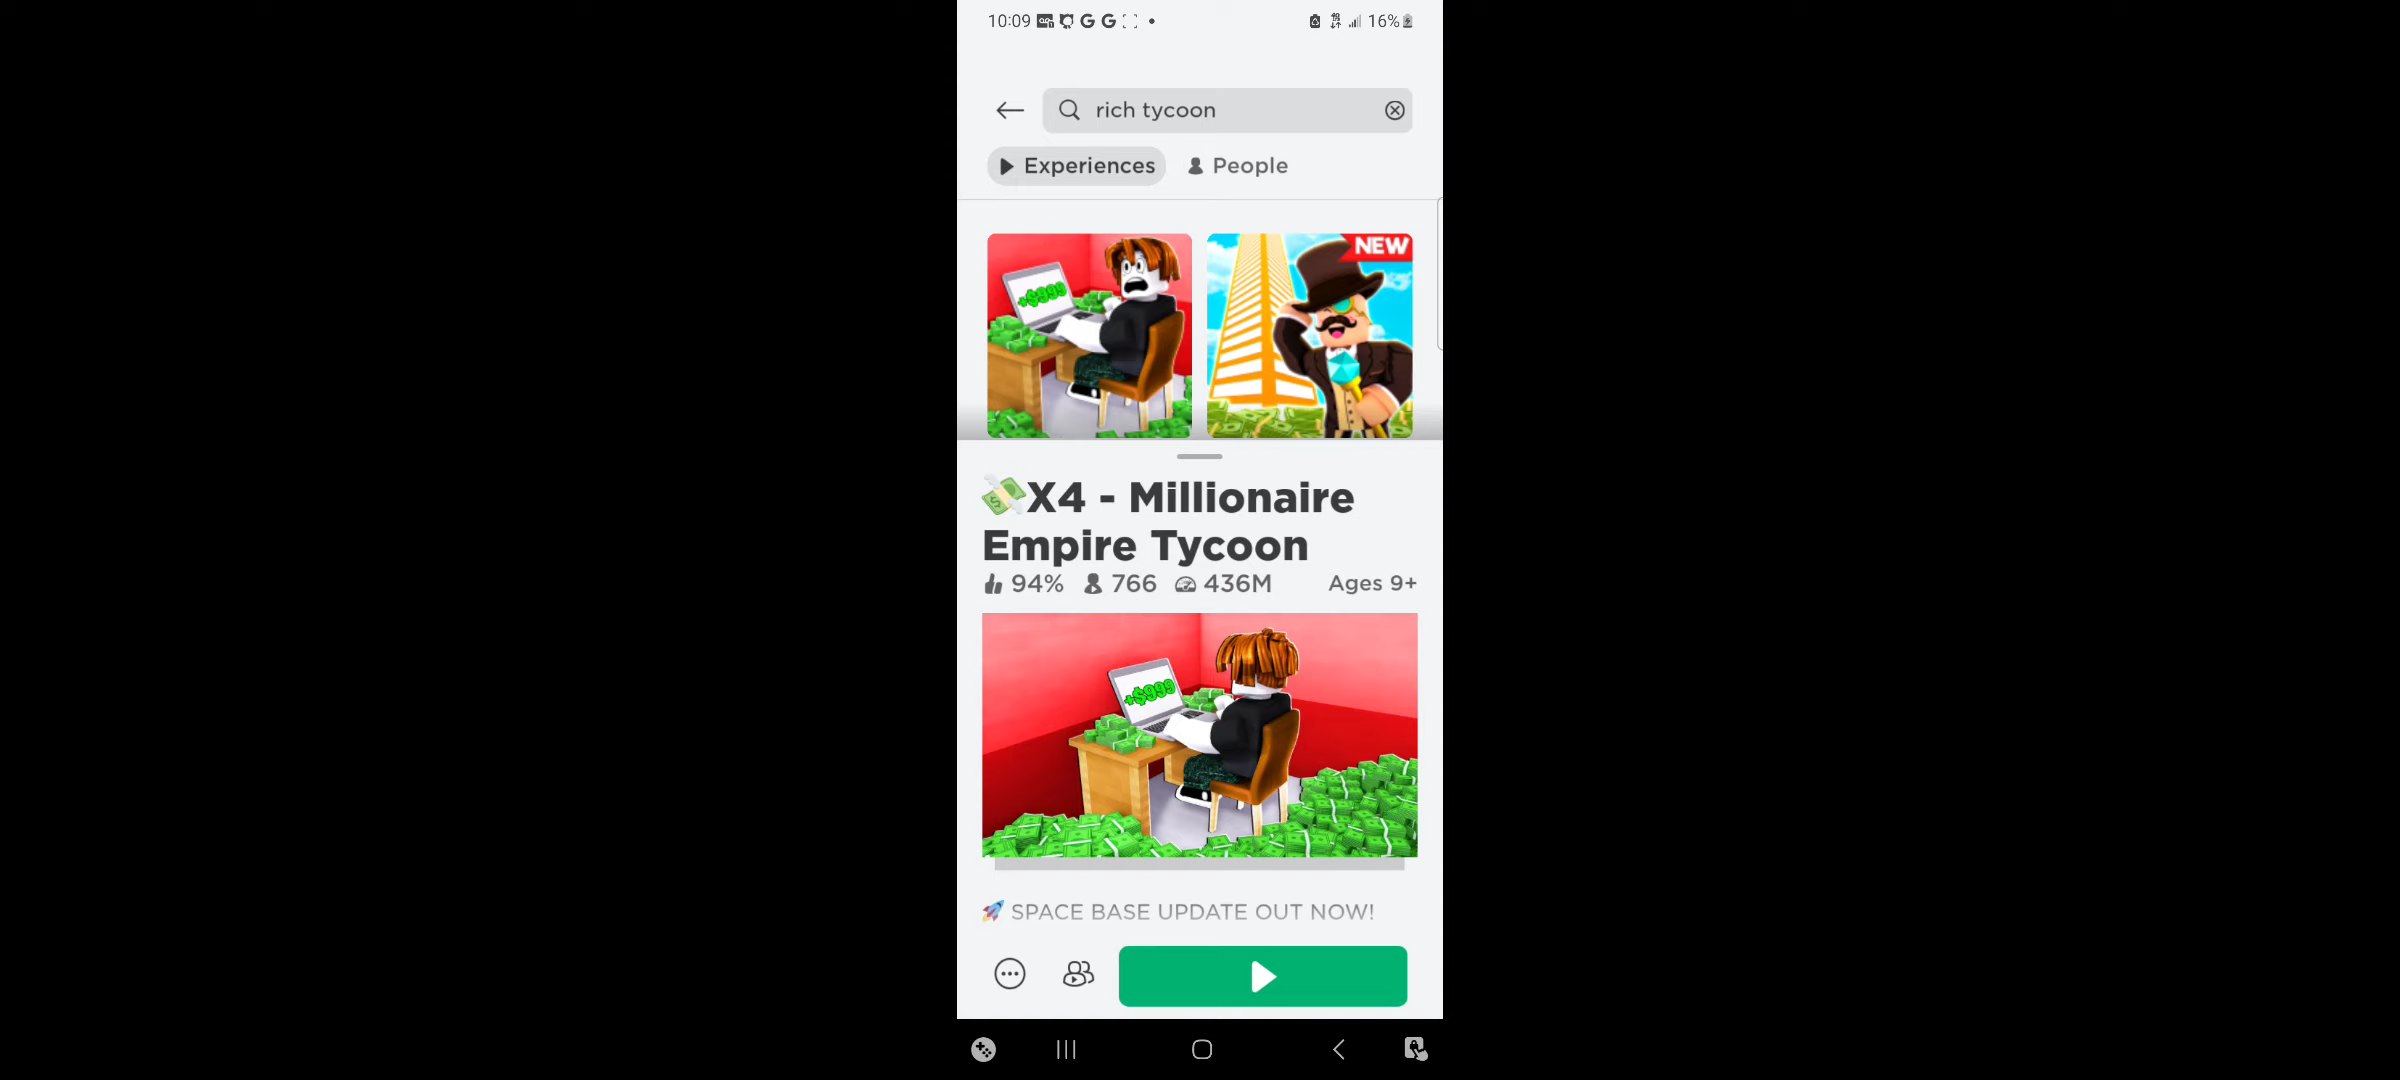 10:09
16%
rich tycoon
Experiences People
+$999
NEW
💸X4 - Millionaire
Empire Tycoon
94% 766 436M Ages 9+
+$999
🚀 SPACE BASE UPDATE OUT NOW!